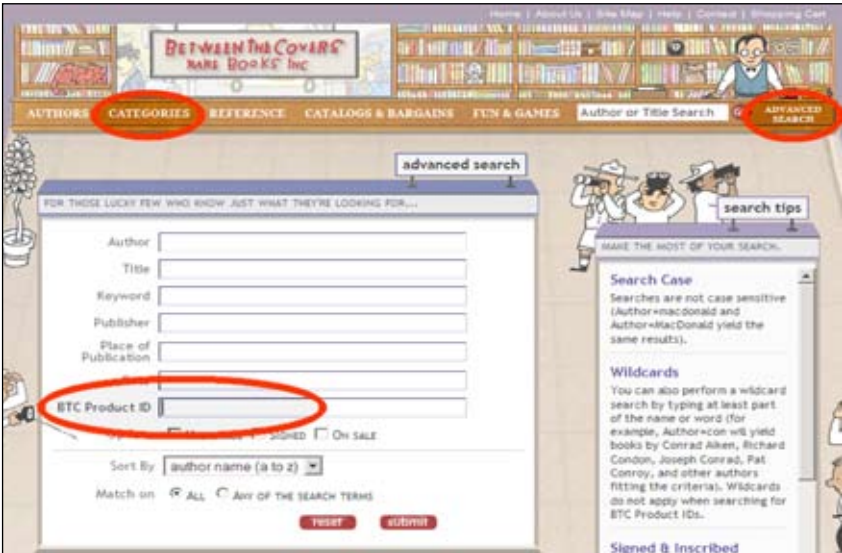 Home | About Us | Site Map | Help | Contact | Shopping Cart
BETWEEN THE COVERS
RARE BOOKS INC
AUTHORS CATEGORIES REFERENCE CATALOGS & BARGAINS FUN & GAMES Author or Title Search ADVANCED SEARCH
advanced search
FOR THOSE LUCKY FEW WHO KNOW JUST WHAT THEY'RE LOOKING FOR...
Author
Title
Keyword
Publisher
Place of
Publication
BTC Product ID
SIGNED ON SALE
Sort By author name (a to z)
Match on ALL ANY OF THE SEARCH TERMS
reset submit
search tips
MAKE THE MOST OF YOUR SEARCH.
Search Case
Searches are not case sensitive
(Author=macdonald and
Author=MacDonald yield the
same results).
Wildcards
You can also perform a wildcard
search by typing at least part
of the name or word (for
example, Author=con will yield
books by Conrad Aiken, Richard
Condon, Joseph Conrad, Pat
Conroy, and other authors
fitting the criteria). Wildcards
do not apply when searching for
BTC Product IDs.
Signed & Inscribed